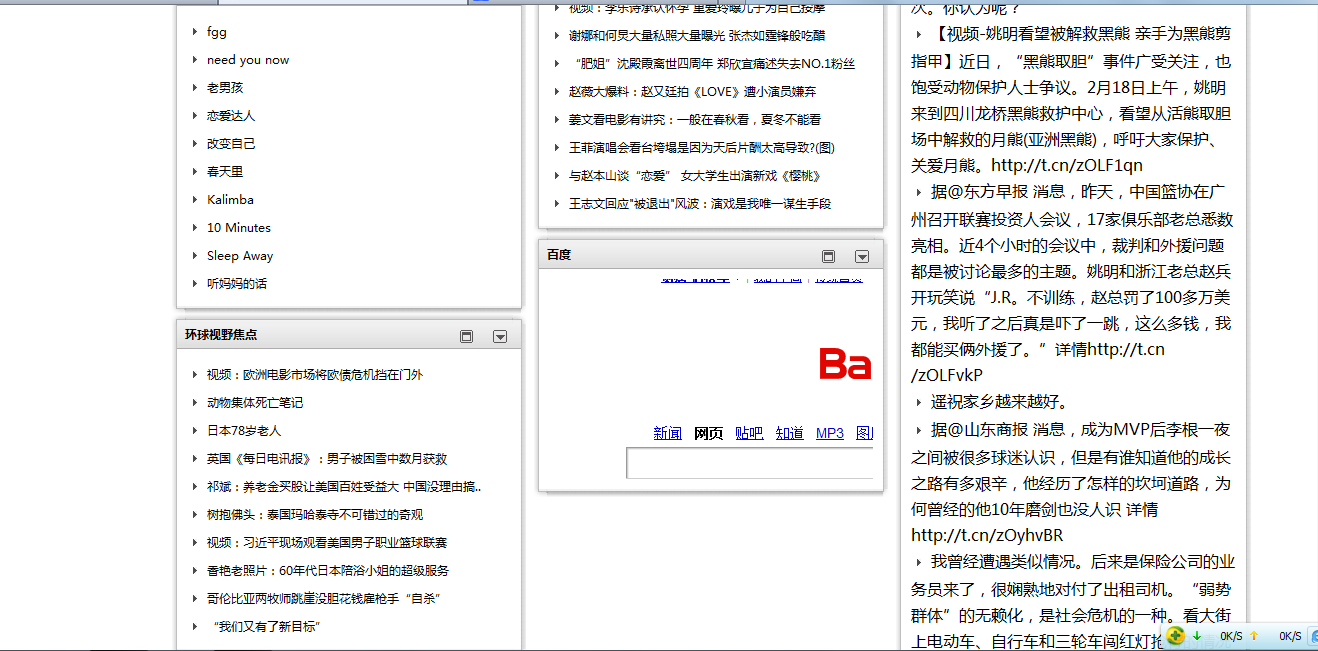 fgg
need you now
老男孩
恋爱达人
改变自己
春天里
Kalimba
10 Minutes
Sleep Away
听妈妈的话
环球视野焦点
视频：欧洲电影市场将欧债危机挡在门外
动物集体死亡笔记
日本78岁老人
英国《每日电讯报》：男子被困雪中数月获救
祁斌：养老金买股让美国百姓受益大 中国没理由搞..
树抱佛头：泰国玛哈泰寺不可错过的奇观
视频：习近平现场观看美国男子职业篮球联赛
香艳老照片：60年代日本陪浴小姐的超级服务
哥伦比亚两牧师跳崖没胆花钱雇枪手“自杀”
“我们又有了新目标”
视频：李乐诗承认怀孕 重爱玲曝儿子为自己按摩
谢娜和何炅大量私照大量曝光 张杰如霆锋般吃醋
“肥姐”沈殿霞离世四周年 郑欣宜痛述失去NO.1粉丝
赵薇大爆料：赵又廷拍《LOVE》遭小演员嫌弃
姜文看电影有讲究：一般在春秋看，夏冬不能看
王菲演唱会看台垮塌是因为天后片酬太高导致?(图)
与赵本山谈“恋爱” 女大学生出演新戏《樱桃》
王志文回应"被退出"风波：演戏是我唯一谋生手段
百度
Ba
新闻 网页 贴吧 知道 MP3 图
次。你认为呢？
【视频-姚明看望被解救黑熊 亲手为黑熊剪
指甲】近日，“黑熊取胆”事件广受关注，也
饱受动物保护人士争议。2月18日上午，姚明
来到四川龙桥黑熊救护中心，看望从活熊取胆
场中解救的月熊(亚洲黑熊)，呼吁大家保护、
关爱月熊。http://t.cn/zOLF1qn
据@东方早报 消息，昨天，中国篮协在广
州召开联赛投资人会议，17家俱乐部老总悉数
亮相。近4个小时的会议中，裁判和外援问题
都是被讨论最多的主题。姚明和浙江老总赵兵
开玩笑说“J.R。不训练，赵总罚了100多万美
元，我听了之后真是吓了一跳，这么多钱，我
都能买俩外援了。”详情http://t.cn
/zOLFvkP
遥祝家乡越来越好。
据@山东商报 消息，成为MVP后李根一夜
之间被很多球迷认识，但是有谁知道他的成长
之路有多艰辛，他经历了怎样的坎坷道路，为
何曾经的他10年磨剑也没人识 详情
http://t.cn/zOyhvBR
我曾经遭遇类似情况。后来是保险公司的业
务员来了，很娴熟地对付了出租司机。“弱势
群体”的无赖化，是社会危机的一种。看大街
上电动车、自行车和三轮车闯红灯抢
0K/S 0K/S